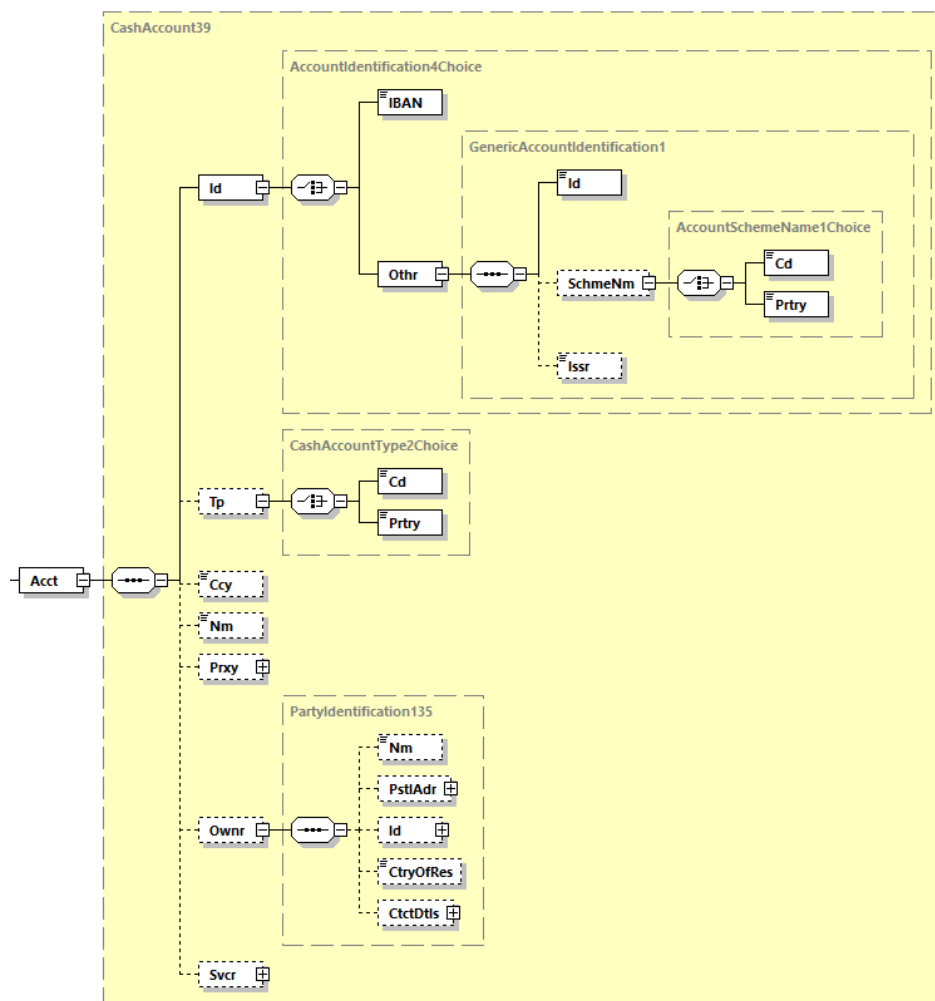 CashAccount39
AccountIdentification4Choice
IBAN
GenericAccountIdentification1
Id
Id
AccountSchemeName1Choice
Cd
Othr
SchmeNm
Prtry
Issr
CashAccountType2Choice
Cd
Tp
Prtry
Acct
Ccy
Nm
Prxy
PartyIdentification135
Nm
PstlAdr
Ownr
Id
CtryOfRes
CtctDtls
Svcr